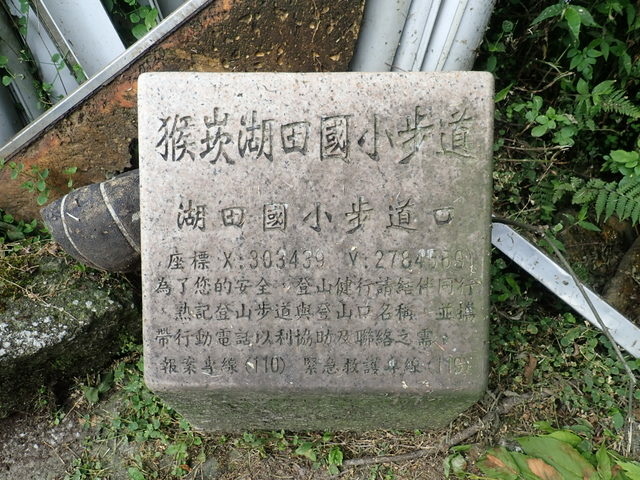 猴崁湖田國小步道
湖田國小步道口
座標 X:303439 Y:
為了您的安全，登山健行請結伴同行
熟記登山步道與登山口名稱，並攜
帶行動電話以利協助及聯絡之需。
報案專線(110) 緊急救護專線(119)